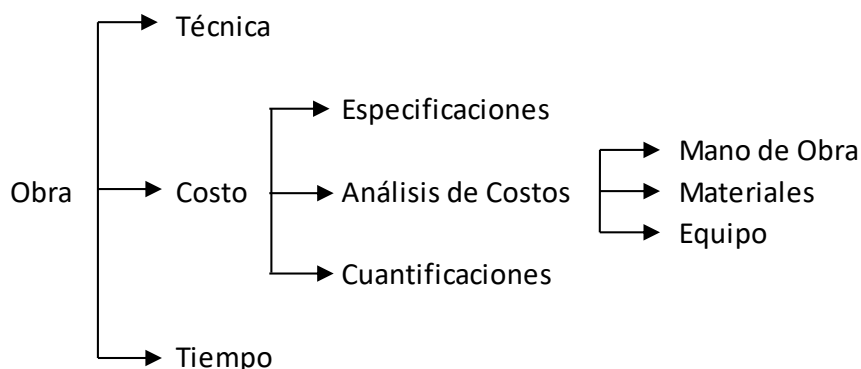 Técnica
Especificaciones
Mano de Obra
Obra
Costo
Análisis de Costos
Materiales
Equipo
Cuantificaciones
Tiempo